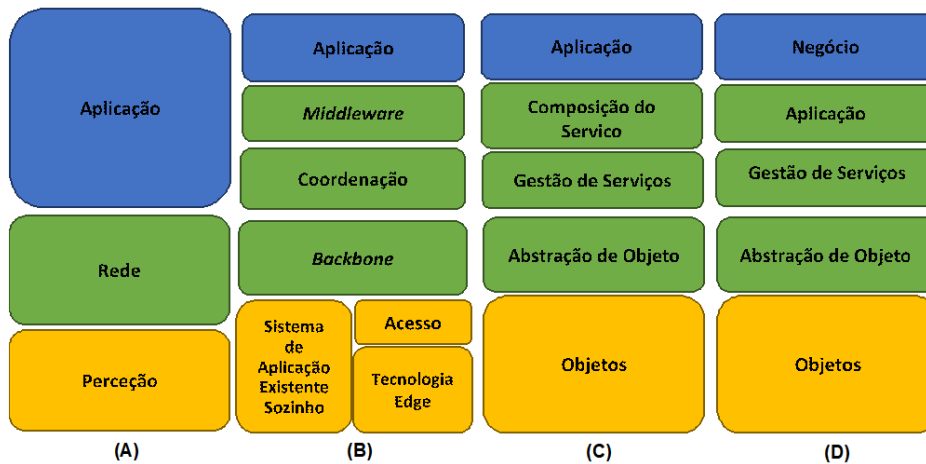 Aplicação
Rede
Perceção
(A)
Aplicação
Middleware
Coordenação
Backbone
Sistema
de
Aplicação
Existente
Sozinho
Acesso
Tecnologia
Edge
(B)
Aplicação
Composição do
Servico
Gestão de Serviços
Abstração de Objeto
Objetos
(C)
Negócio
Aplicação
Gestão de Serviços
Abstração de Objeto
Objetos
(D)